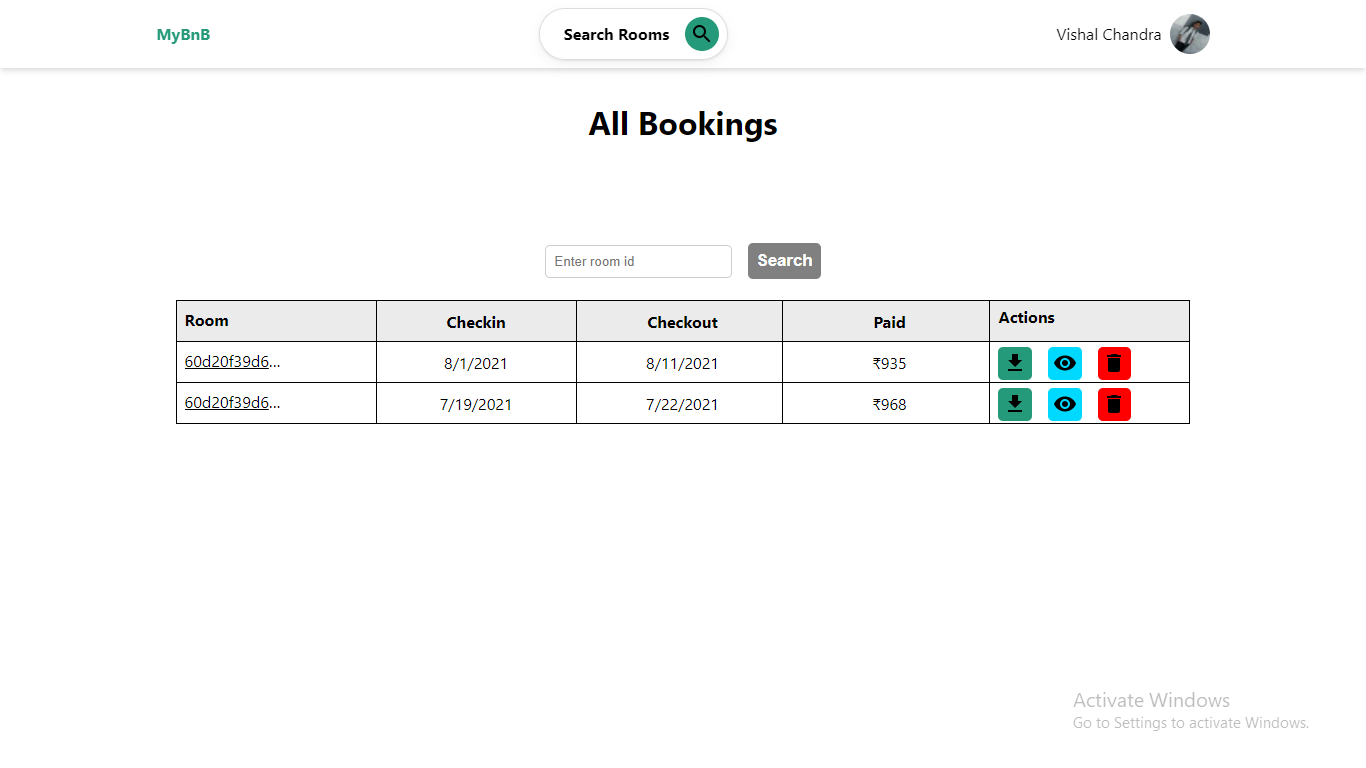 MyBnB Search Rooms Vishal Chandra
All Bookings
Enter room id Search
Room Checkin Checkout Paid Actions
60d20f39d6... 8/1/2021 8/11/2021 ₹935
60d20f39d6... 7/19/2021 7/22/2021 ₹968
Activate Windows
Go to Settings to activate Windows.